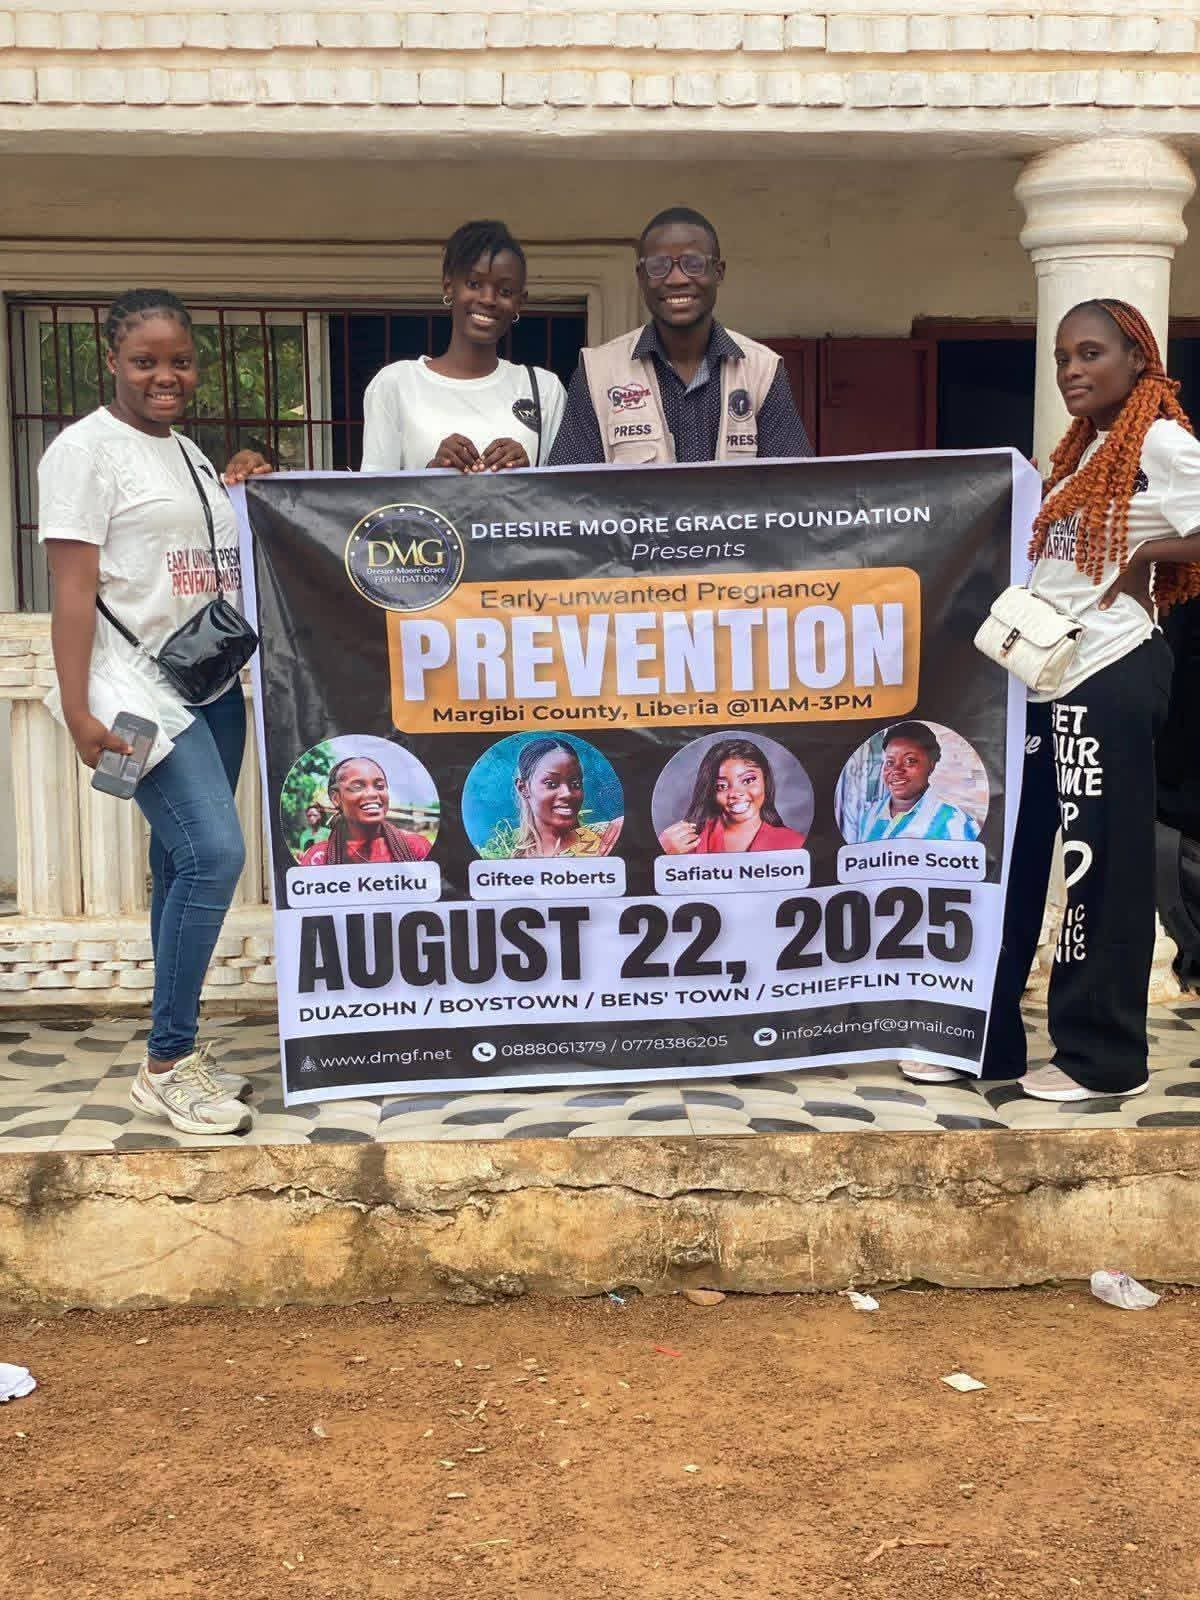 DEESIRE MOORE GRACE FOUNDATION
Presents
DMG
Deesire Moore Grace
FOUNDATION
Early-unwanted Pregnancy
PREVENTION
Margibi County, Liberia @11AM-3PM
Grace Ketiku
Giftee Roberts
Safiatu Nelson
Pauline Scott
AUGUST 22, 2025
DUAZOHN / BOYSTOWN / BENS' TOWN / SCHIEFFLIN TOWN
www.dmgf.net
0888061379 / 0778386205
info24dmgf@gmail.com
PRESS
PRESS
EARLY
PREVENTI